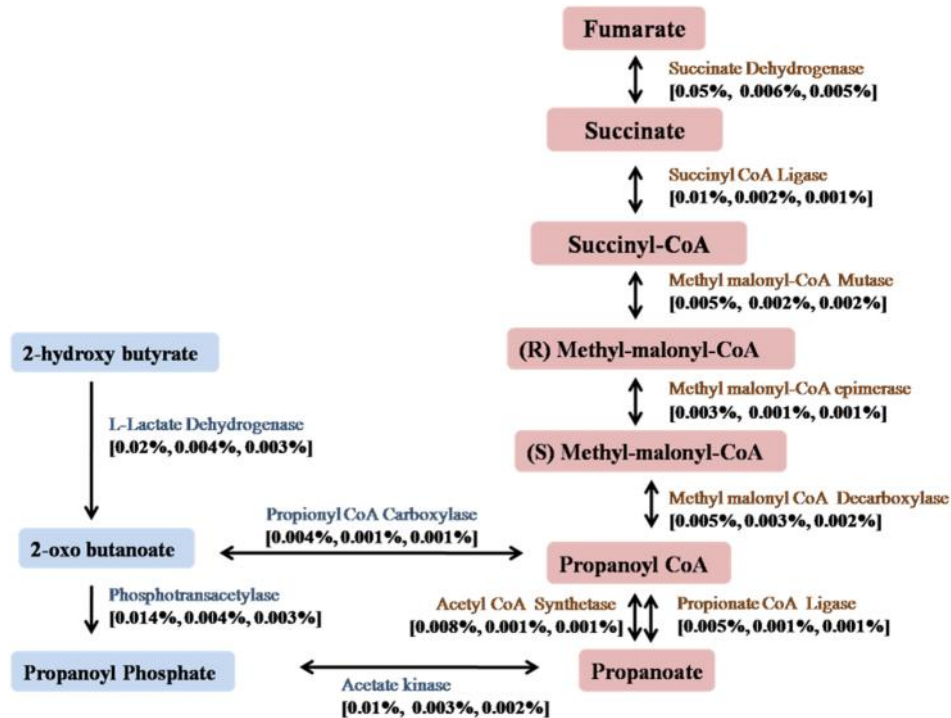 Fumarate
Succinate Dehydrogenase
[0.05%, 0.006%, 0.005%]
Succinate
Succinyl CoA Ligase
[0.01%, 0.002%, 0.001%]
Succinyl-CoA
Methyl malonyl-CoA Mutase
[0.005%, 0.002%, 0.002%]
2-hydroxy butyrate
(R) Methyl-malonyl-CoA
Methyl malonyl-CoA epimerase
[0.003%, 0.001%, 0.001%]
L-Lactate Dehydrogenase
[0.02%, 0.004%, 0.003%]
(S) Methyl-malonyl-CoA
Methyl malonyl CoA Decarboxylase
[0.005%, 0.003%, 0.002%]
Propionyl CoA Carboxylase
[0.004%, 0.001%, 0.001%]
2-oxo butanoate
Propanoyl CoA
Phosphotransacetylase
[0.014%, 0.004%, 0.003%]
Acetyl CoA Synthetase
[0.008%, 0.001%, 0.001%]
Propionate CoA Ligase
[0.005%, 0.001%, 0.001%]
Propanoyl Phosphate
Propanoate
Acetate kinase
[0.01%, 0.003%, 0.002%]